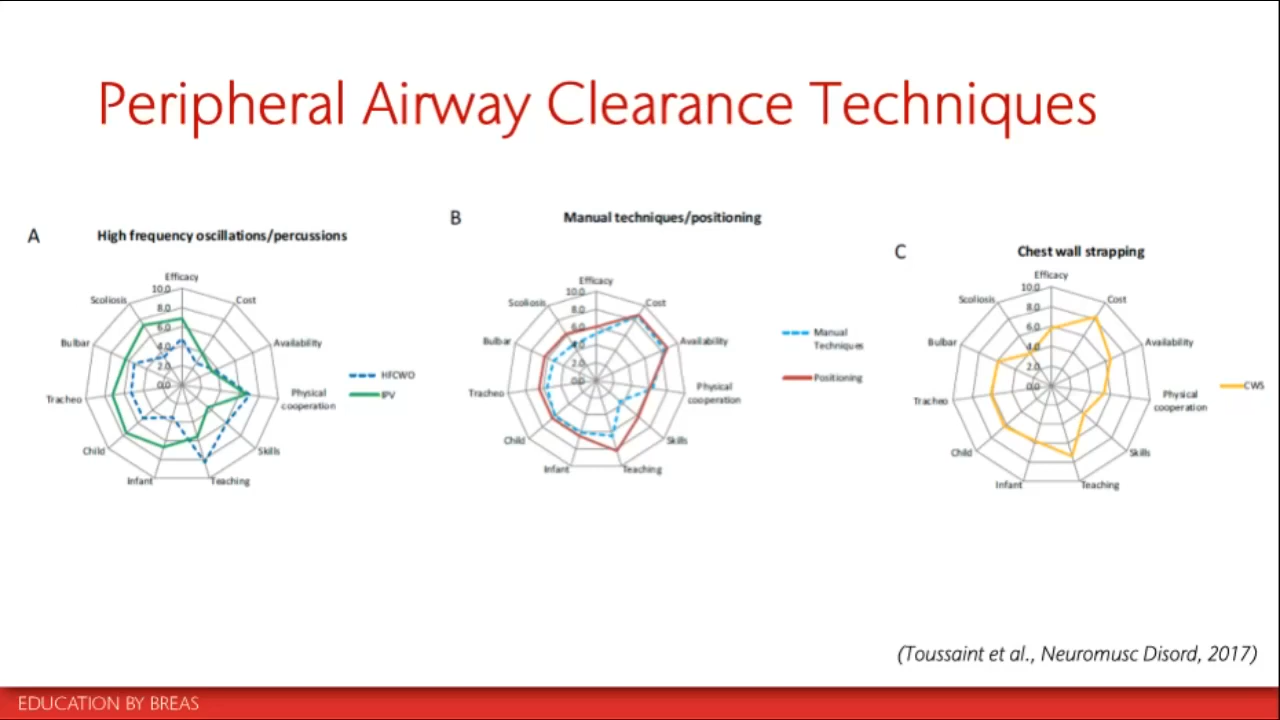 Peripheral Airway Clearance Techniques
A
High frequency oscillations/percussions
Efficacy
Cost
Availability
Physical
cooperation
Skills
Teaching
Infant
Child
Tracheo
Bulbar
Scoliosis
10.0
8.0
6.0
4.0
2.0
0.0
HFCWO
IPV
B
Manual techniques/positioning
Efficacy
Cost
Availability
Physical
cooperation
Skills
Teaching
Infant
Child
Tracheo
Bulbar
Scoliosis
10.0
8.0
6.0
4.0
2.0
0.0
Manual
Techniques
Positioning
C
Chest wall strapping
Efficacy
Cost
Availability
Physical
cooperation
Skills
Teaching
Infant
Child
Tracheo
Bulbar
Scoliosis
10.0
8.0
6.0
4.0
2.0
0.0
CWS
(Toussaint et al., Neuromusc Disord, 2017)
EDUCATION BY BREAS